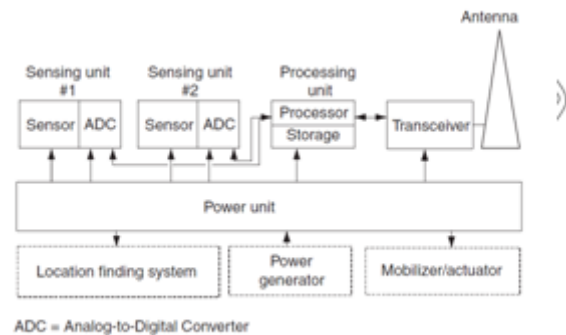 Antenna
Sensing unit
#1
Sensing unit
#2
Processing
unit
Sensor
ADC
Sensor
ADC
Processor
Storage
Transceiver
Power unit
Location finding system
Power
generator
Mobilizer/actuator
ADC = Analog-to-Digital Converter